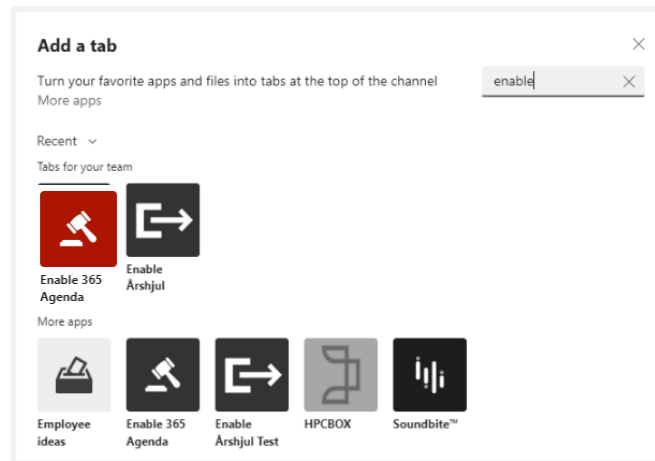 Add a tab
Turn your favorite apps and files into tabs at the top of the channel
enable
More apps
Recent
Tabs for your team
Enable 365
Agenda
Enable
Årshjul
More apps
Employee
ideas
Enable 365
Agenda
Enable
Årshjul Test
HPCBOX
Soundbite™